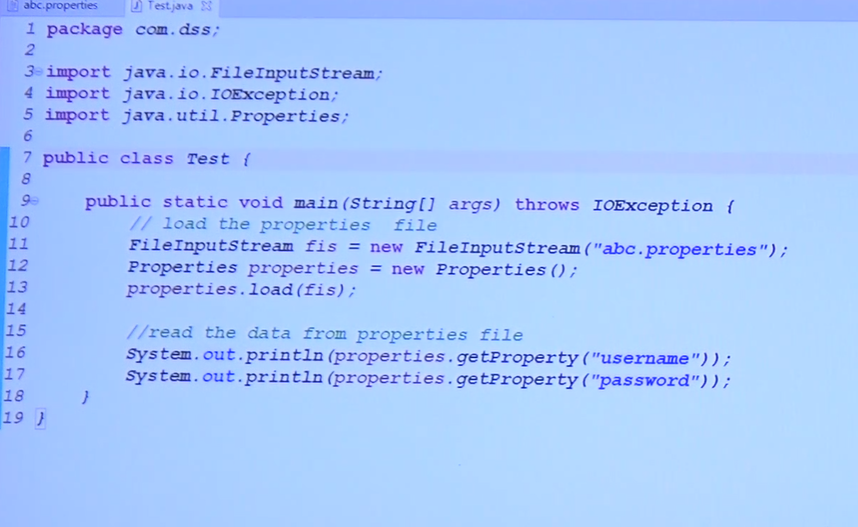 abc.properties Test.java
1 package com.dss;
2
3 import java.io.FileInputStream;
4 import java.io.IOException;
5 import java.util.Properties;
6
7 public class Test {
8
9 public static void main(String[] args) throws IOException {
10 // load the properties  file
11 FileInputStream fis = new FileInputStream("abc.properties");
12 Properties properties = new Properties();
13 properties.load(fis);
14
15 //read the data from properties file
16 System.out.println(properties.getProperty("username"));
17 System.out.println(properties.getProperty("password"));
18 }
19 }